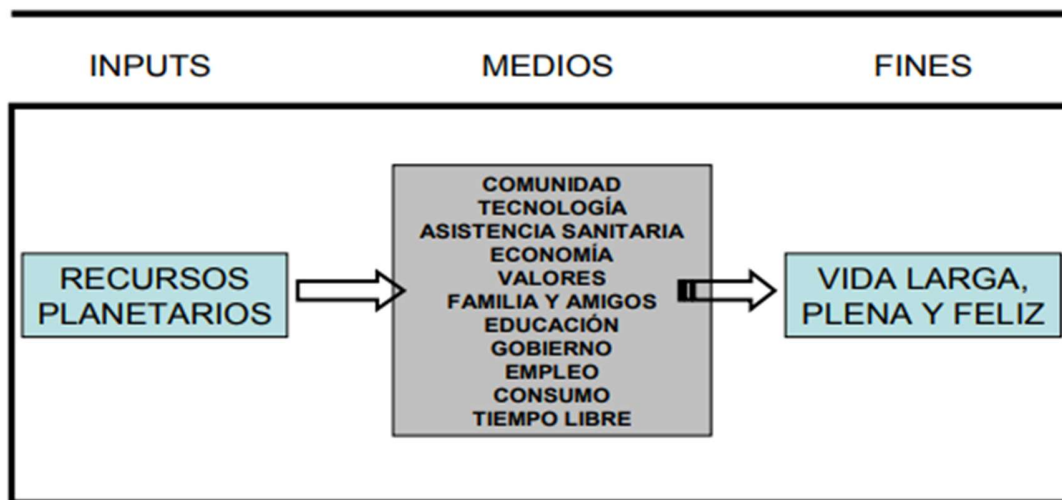 INPUTS MEDIOS FINES
RECURSOS
PLANETARIOS
COMUNIDAD
TECNOLOGÍA
ASISTENCIA SANITARIA
ECONOMÍA
VALORES
FAMILIA Y AMIGOS
EDUCACIÓN
GOBIERNO
EMPLEO
CONSUMO
TIEMPO LIBRE
VIDA LARGA,
PLENA Y FELIZ